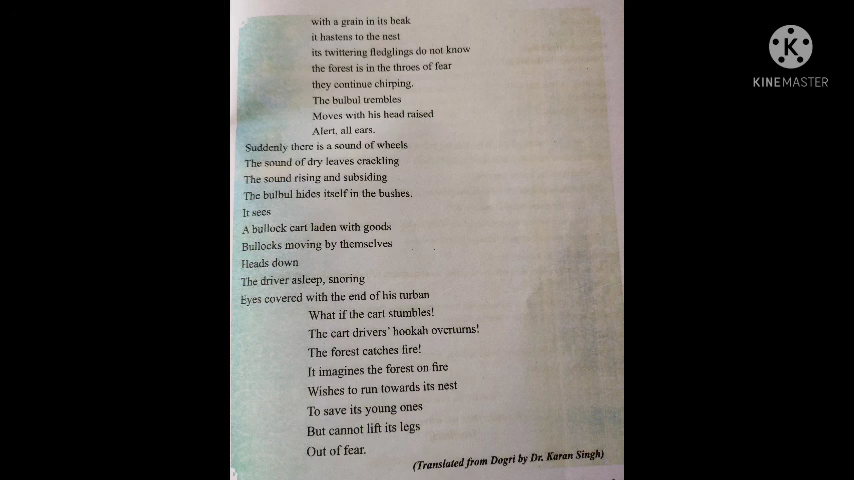 with a grain in its beak
it hastens to the nest
its twittering fledglings do not know
the forest is in the throes of fear
they continue chirping.
The bulbul trembles
Moves with his head raised
Alert, all ears.
Suddenly there is a sound of wheels
The sound of dry leaves crackling
The sound rising and subsiding
The bulbul hides itself in the bushes.
It sees
A bullock cart laden with goods
Bullocks moving by themselves
Heads down
The driver asleep, snoring
Eyes covered with the end of his turban
What if the cart stumbles!
The cart drivers' hookah overturns!
The forest catches fire!
It imagines the forest on fire
Wishes to run towards its nest
To save its young ones
But cannot lift its legs
Out of fear.
(Translated from Dogri by Dr. Karan Singh)
K
KINEMASTER